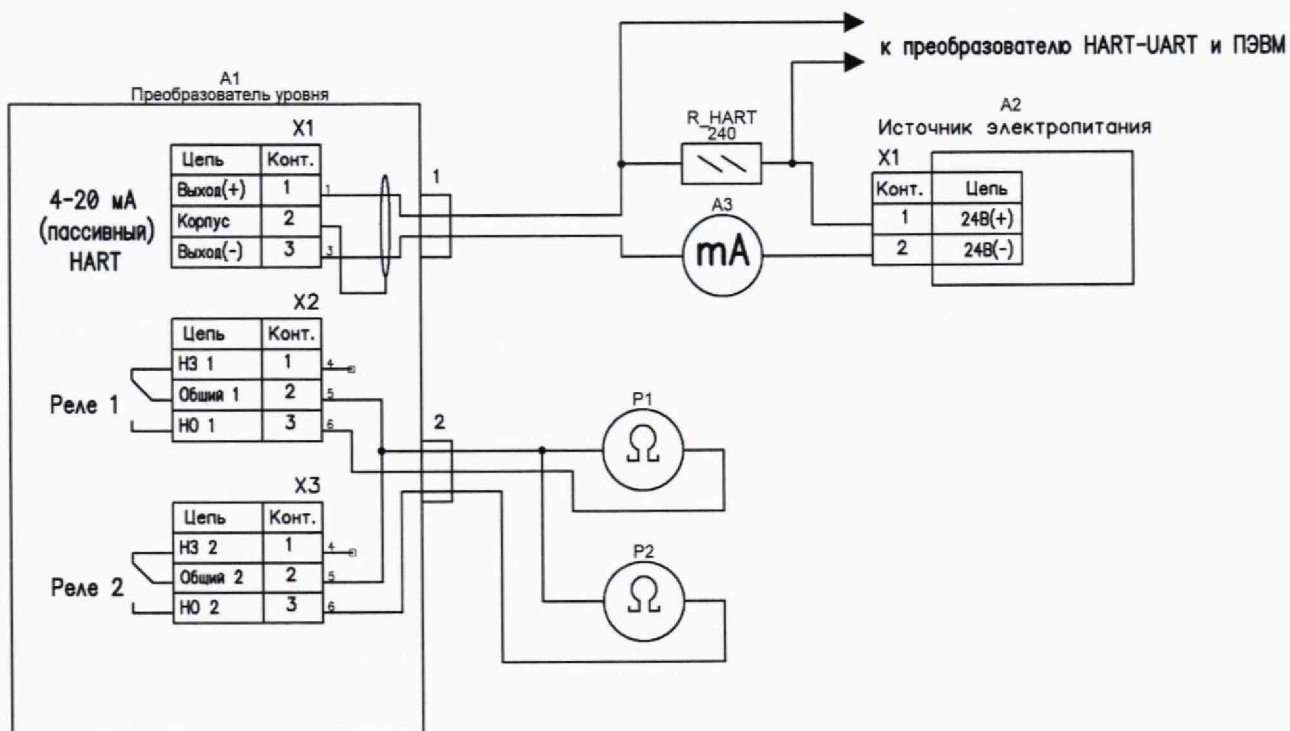 к преобразователю HART-UART и ПЭВМ
A1
Преобразователь уровня
R_HART
240
A2
Источник электропитания
X1
Цепь Конт.
Выход(+) 1 1
Корпус 2
Выход(-) 3 3
4-20 мА
(пассивный)
HART
1
A3
mA
X1
Конт. Цепь
1 24В(+)
2 24В(-)
X2
Цепь Конт.
НЗ 1 1 4
Общий 1 2 5
НО 1 3 6
Реле 1
2
P1
Ω
X3
Цепь Конт.
НЗ 2 1 4
Общий 2 2 5
НО 2 3 6
Реле 2
P2
Ω